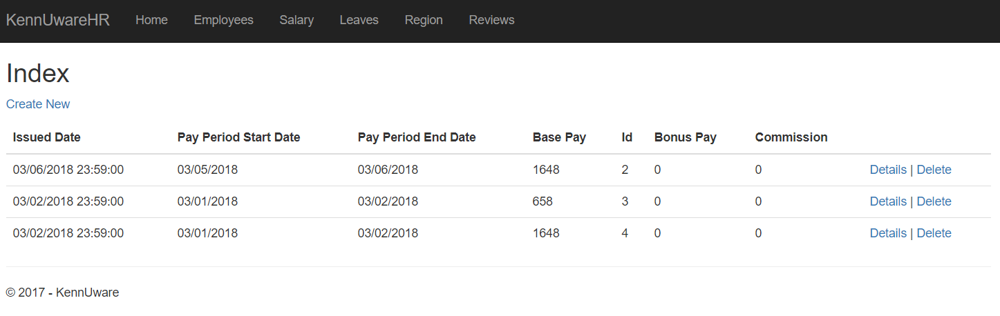 KennUwareHR Home Employees Salary Leaves Region Reviews
Index
Create New
Issued Date Pay Period Start Date Pay Period End Date Base Pay Id Bonus Pay Commission
03/06/2018 23:59:00 03/05/2018 03/06/2018 1648 2 0 0 Details | Delete
03/02/2018 23:59:00 03/01/2018 03/02/2018 658 3 0 0 Details | Delete
03/02/2018 23:59:00 03/01/2018 03/02/2018 1648 4 0 0 Details | Delete
© 2017 - KennUware